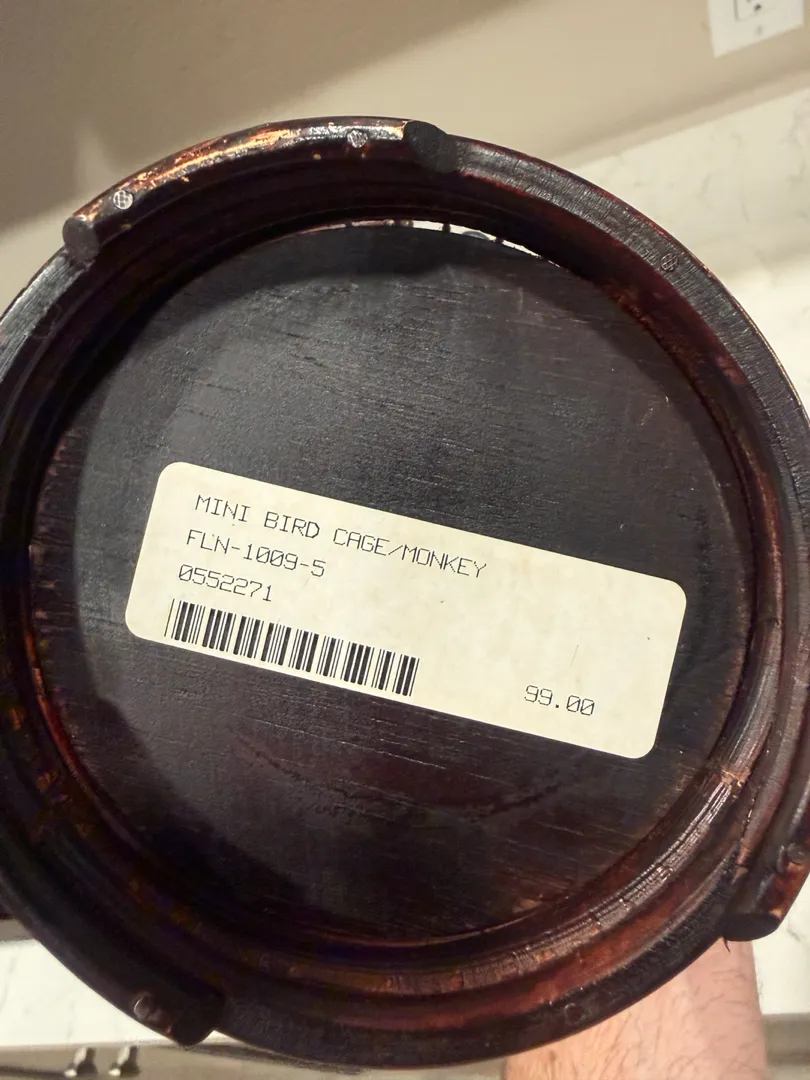 MINI BIRD CAGE/MONKEY
FLN-1009-5
0552271
99.00